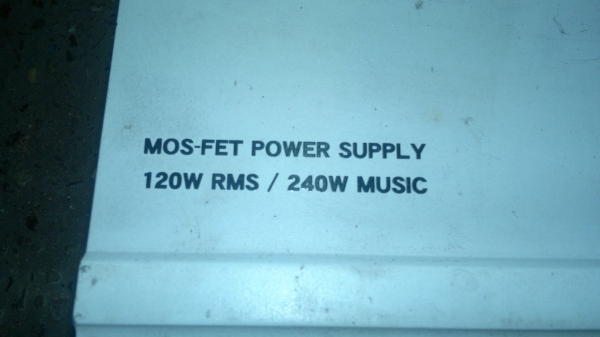 MOS-FET POWER SUPPLY
120W RMS / 240W MUSIC